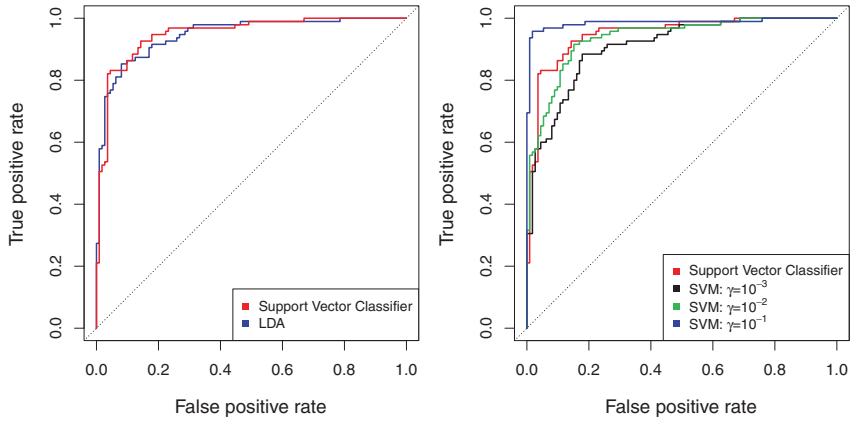 True positive rate
1.0
0.8
0.6
0.4
0.2
0.0
Support Vector Classifier
LDA
0.0 0.2 0.4 0.6 0.8 1.0
False positive rate
True positive rate
1.0
0.8
0.6
0.4
0.2
0.0
Support Vector Classifier
SVM: γ=10⁻³
SVM: γ=10⁻²
SVM: γ=10⁻¹
0.0 0.2 0.4 0.6 0.8 1.0
False positive rate